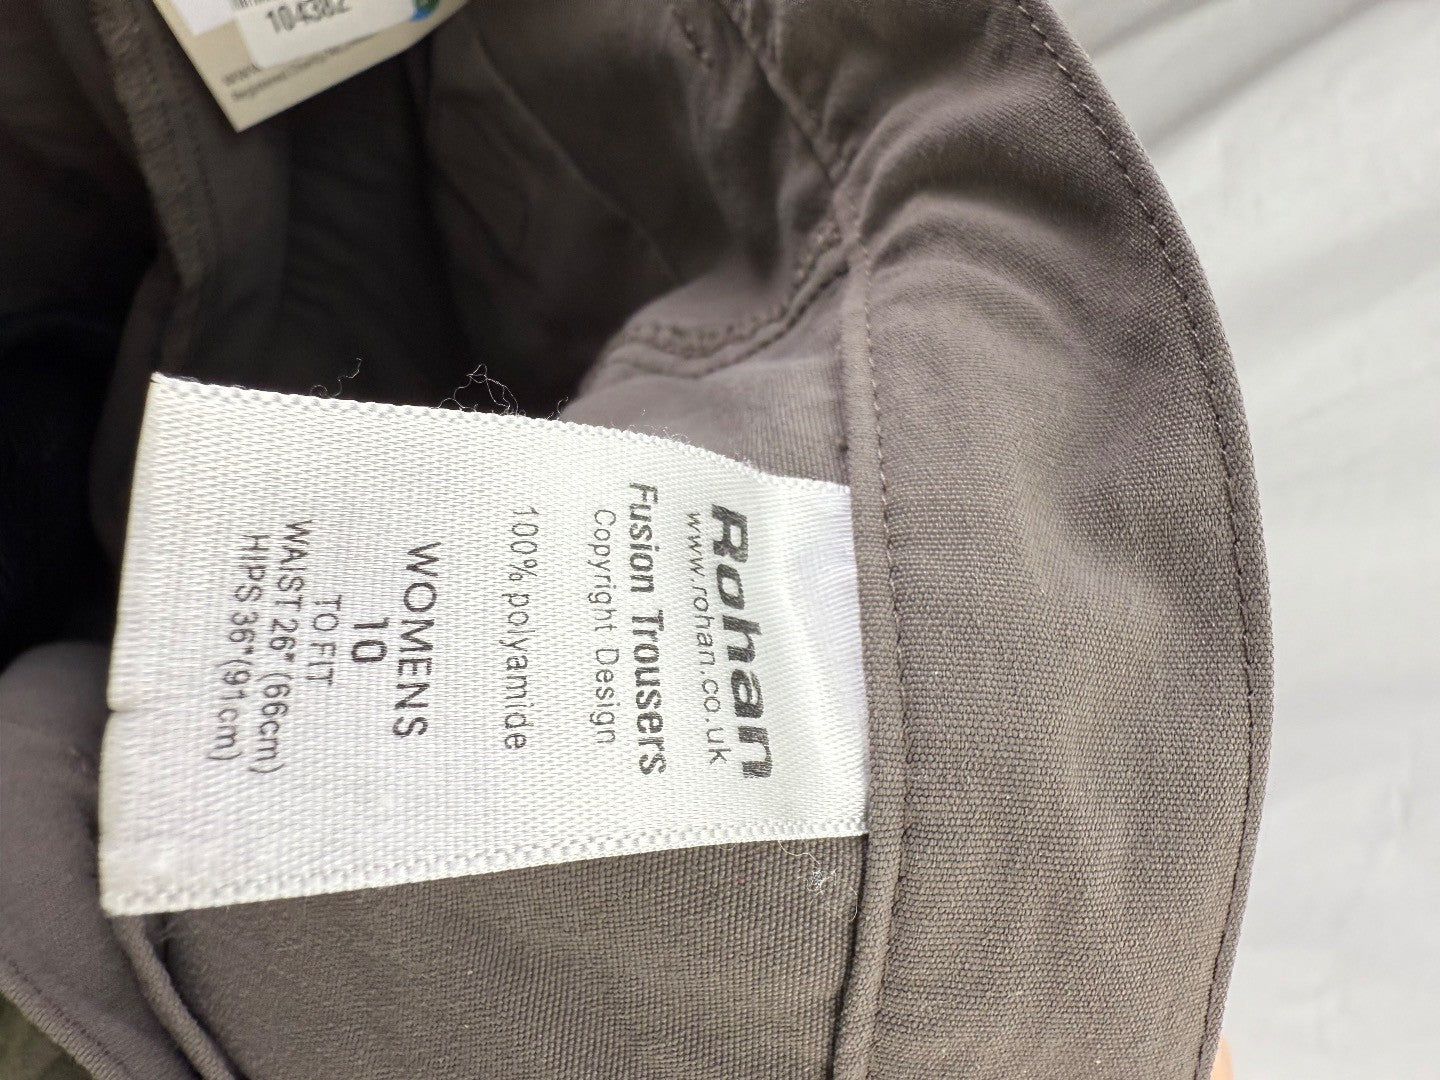 104382
Rohan
www.rohan.co.uk
Fusion Trousers
Copyright Design
100% polyamide
WOMENS
10
TO FIT
WAIST 26" (66cm)
HIPS 36" (91cm)